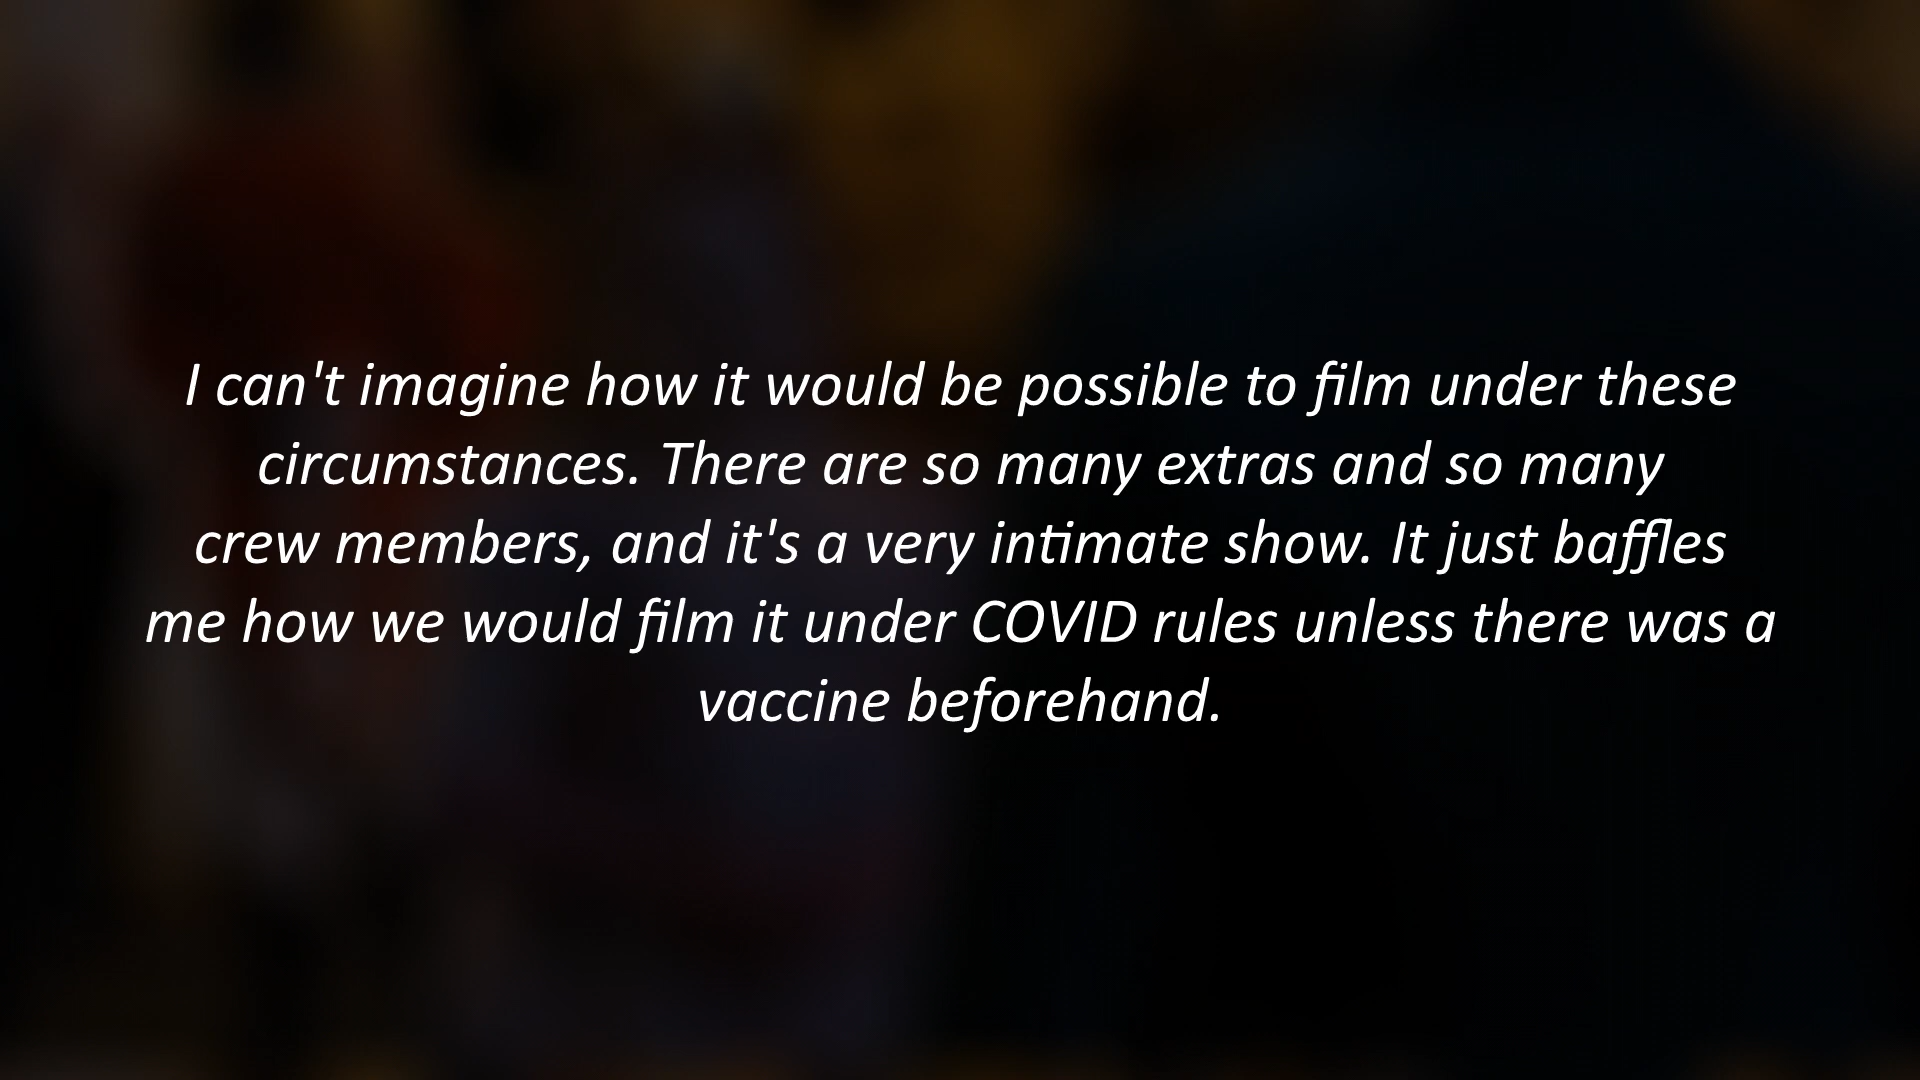 I can't imagine how it would be possible to film under these
circumstances. There are so many extras and so many
crew members, and it's a very intimate show. It just baffles
me how we would film it under COVID rules unless there was a
vaccine beforehand.